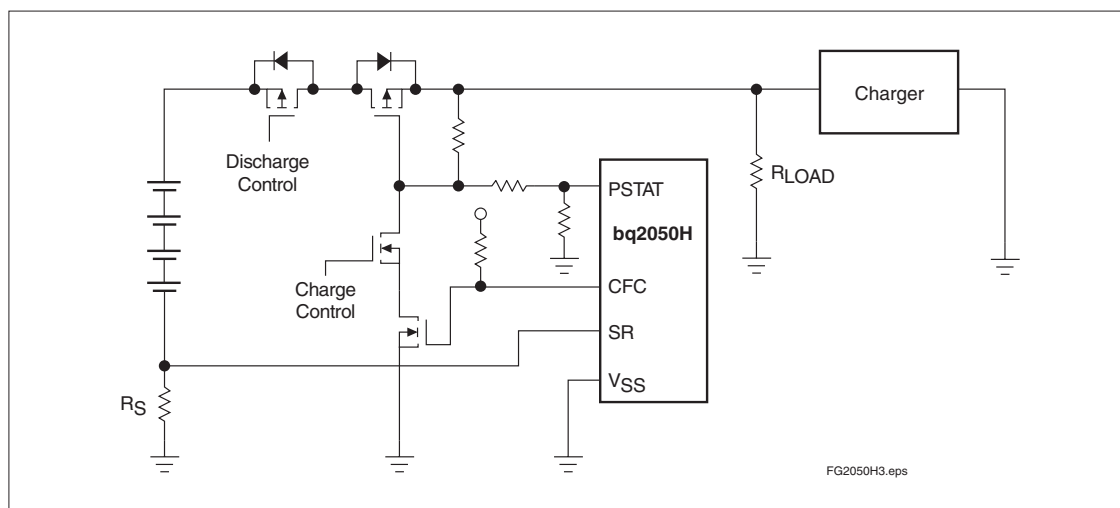 Charger
Discharge
Control
PSTAT
RLOAD
bq2050H
Charge
Control
CFC
SR
VSS
RS
FG2050H3.eps